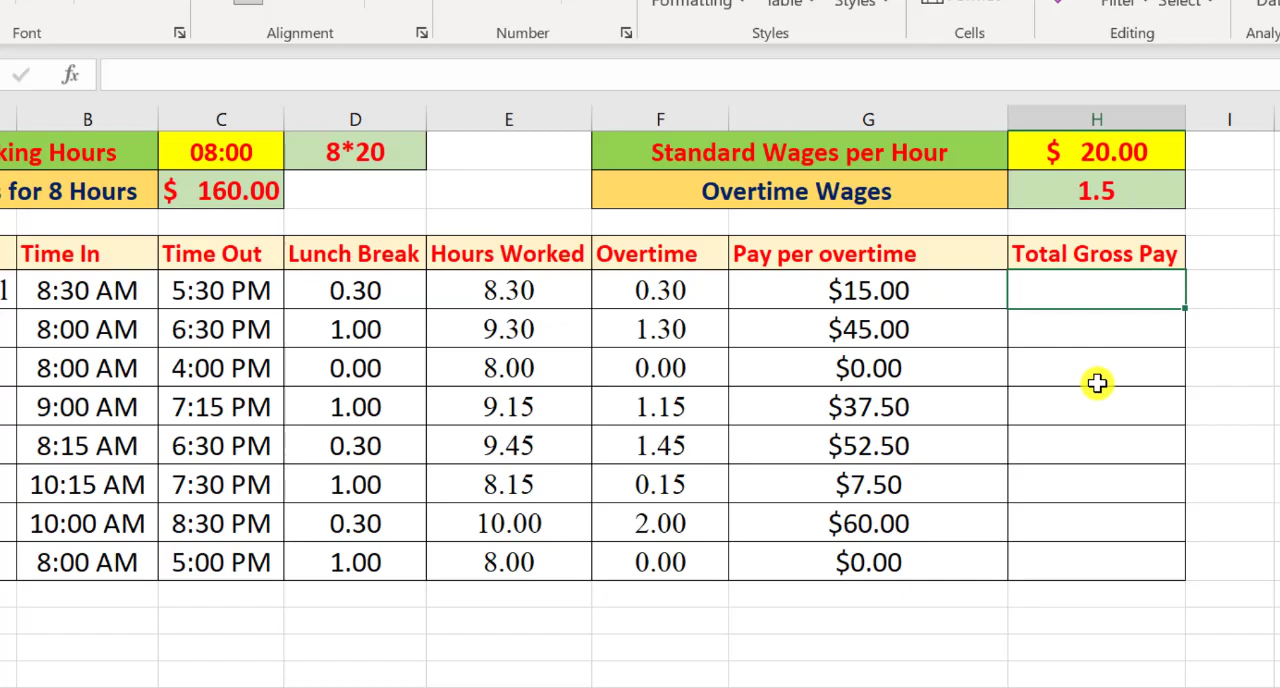 Formatting Table Styles Filter Select
Font Alignment Number Styles Cells Editing
fx
B C D E F G H I
king Hours 08:00 8*20 Standard Wages per Hour $ 20.00
for 8 Hours $ 160.00 Overtime Wages 1.5
Time In Time Out Lunch Break Hours Worked Overtime Pay per overtime Total Gross Pay
1 8:30 AM 5:30 PM 0.30 8.30 0.30 $15.00
8:00 AM 6:30 PM 1.00 9.30 1.30 $45.00
8:00 AM 4:00 PM 0.00 8.00 0.00 $0.00
9:00 AM 7:15 PM 1.00 9.15 1.15 $37.50
8:15 AM 6:30 PM 0.30 9.45 1.45 $52.50
10:15 AM 7:30 PM 1.00 8.15 0.15 $7.50
10:00 AM 8:30 PM 0.30 10.00 2.00 $60.00
8:00 AM 5:00 PM 1.00 8.00 0.00 $0.00